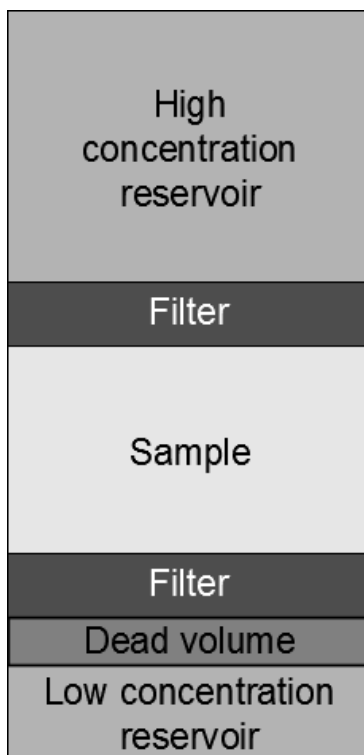 High
concentration
reservoir
Filter
Sample
Filter
Dead volume
Low concentration
reservoir